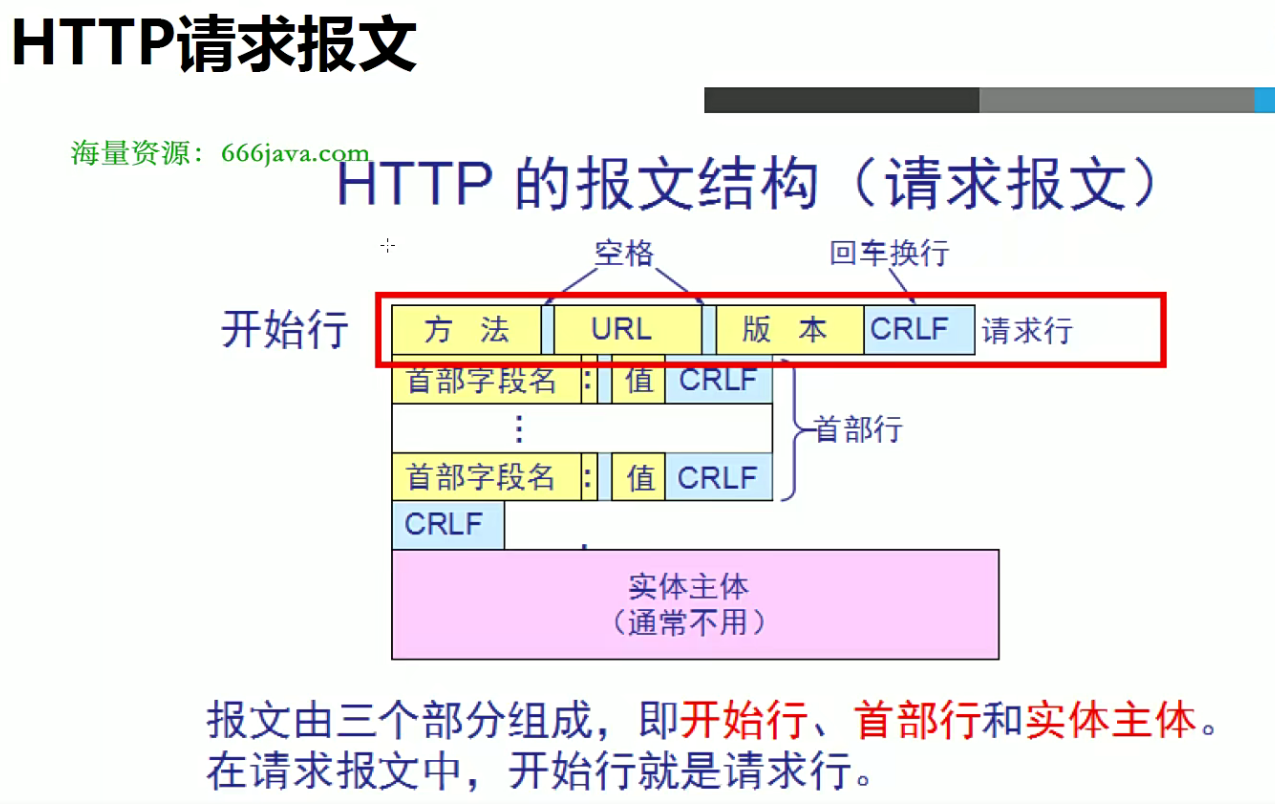 HTTP请求报文
海量资源：666java.com
HTTP 的报文结构（请求报文）
空格 回车换行
开始行 方 法 URL 版 本 CRLF 请求行
首部字段名 : 值 CRLF
⋮ 首部行
首部字段名 : 值 CRLF
CRLF
实体主体
（通常不用）
报文由三个部分组成，即开始行、首部行和实体主体。
在请求报文中，开始行就是请求行。